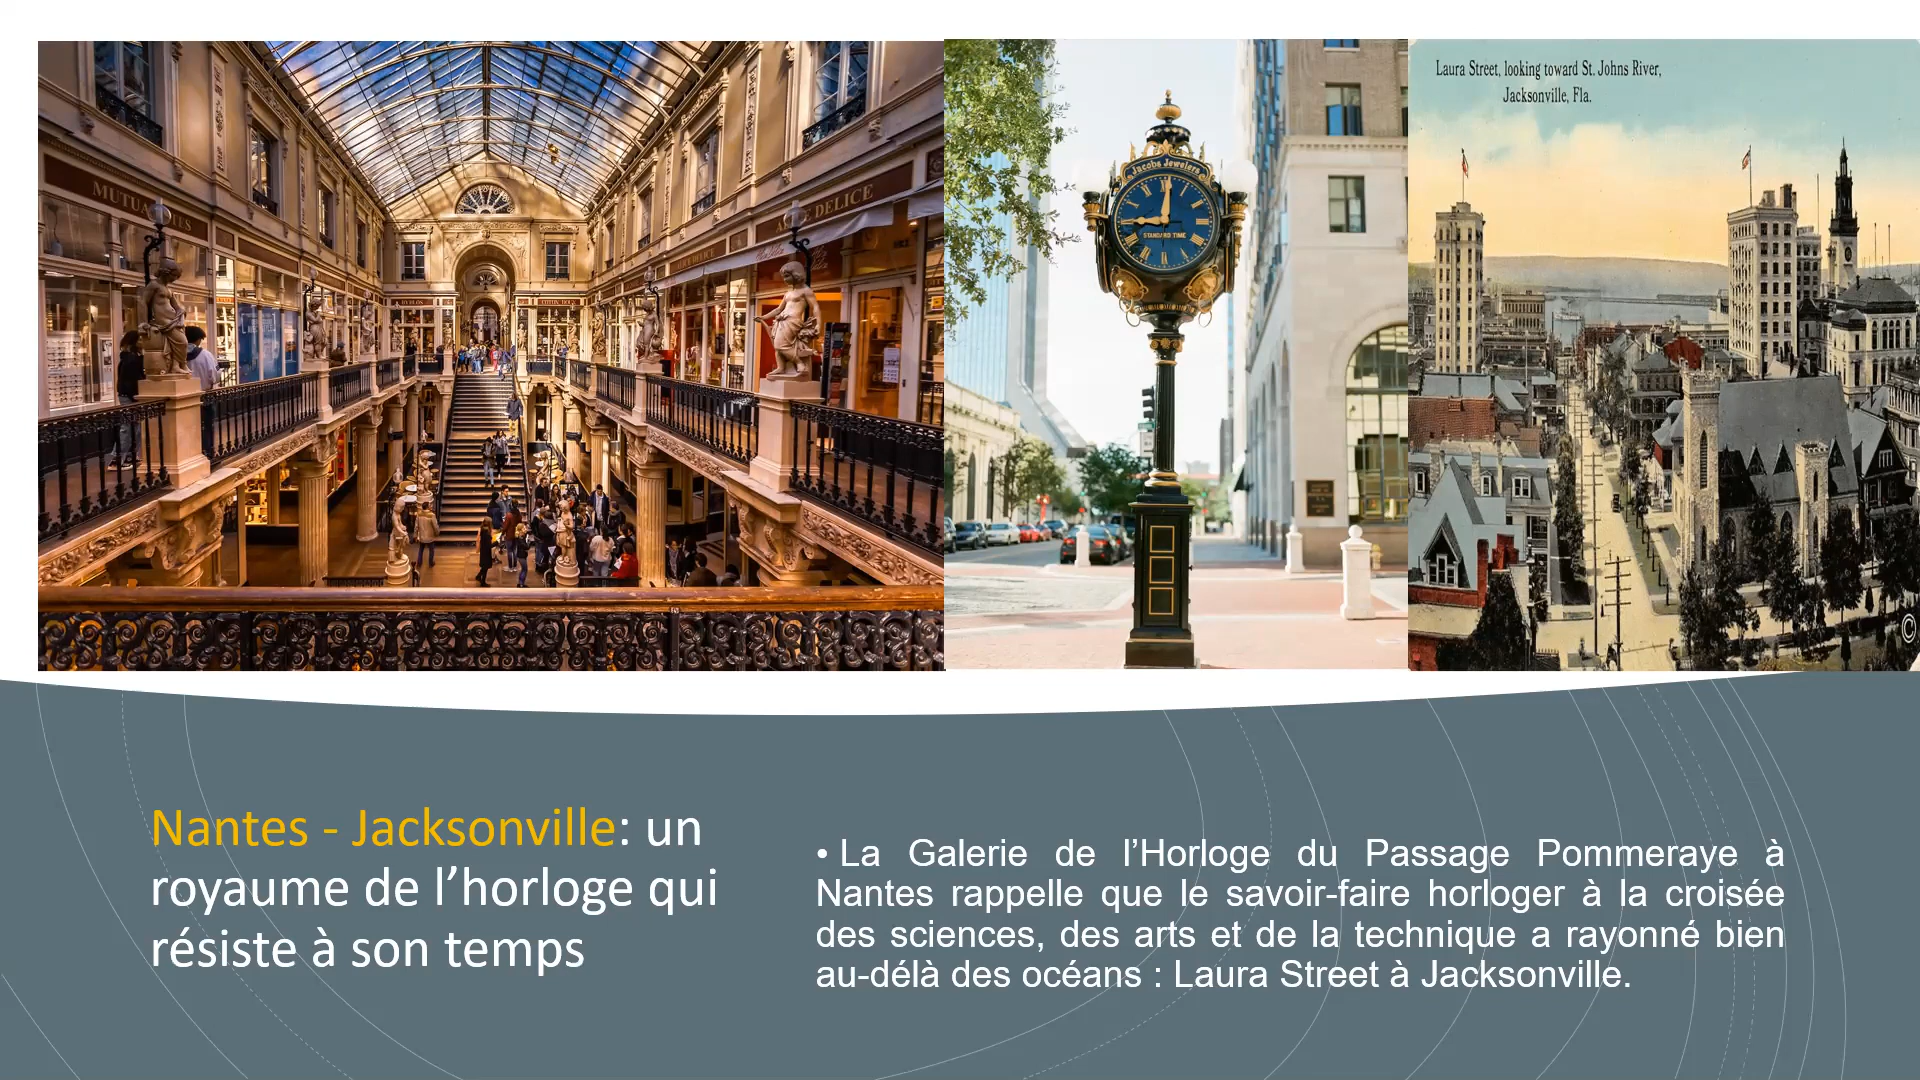 MUTUA
DELICE
Jacobs Jewelers
STANDARD TIME
Laura Street, looking toward St. Johns River,
Jacksonville, Fla.
©
Nantes - Jacksonville: un
royaume de l’horloge qui
résiste à son temps
• La Galerie de l’Horloge du Passage Pommeraye à
Nantes rappelle que le savoir-faire horloger à la croisée
des sciences, des arts et de la technique a rayonné bien
au-délà des océans : Laura Street à Jacksonville.